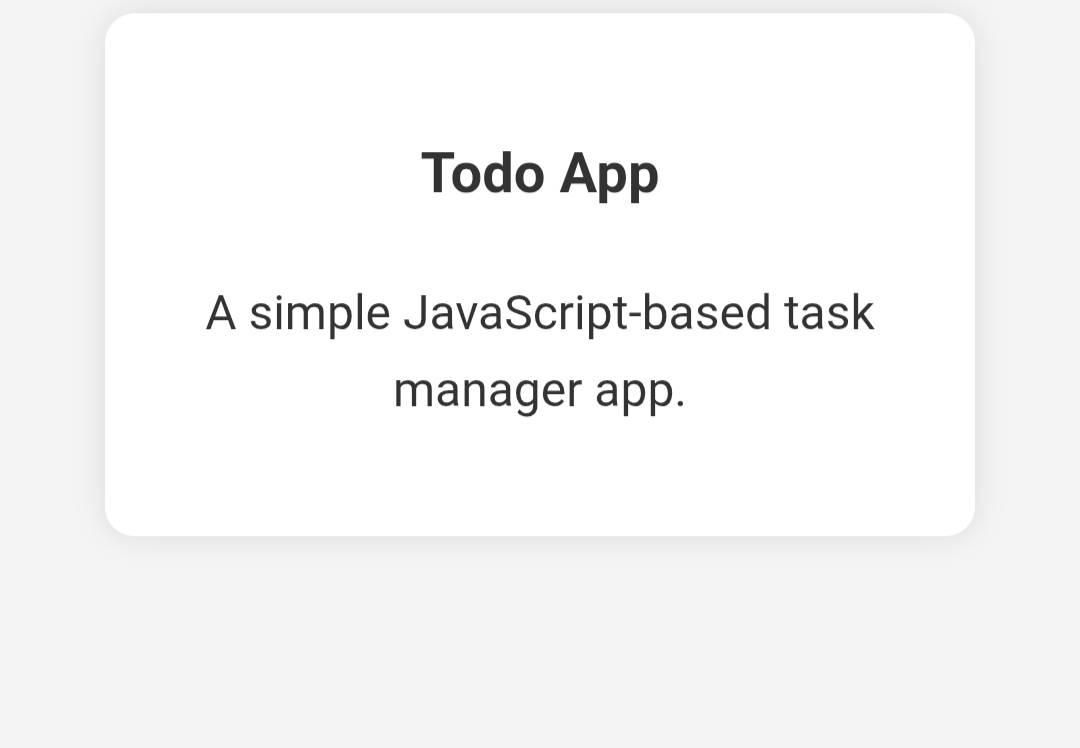 Todo App
A simple JavaScript-based task
manager app.